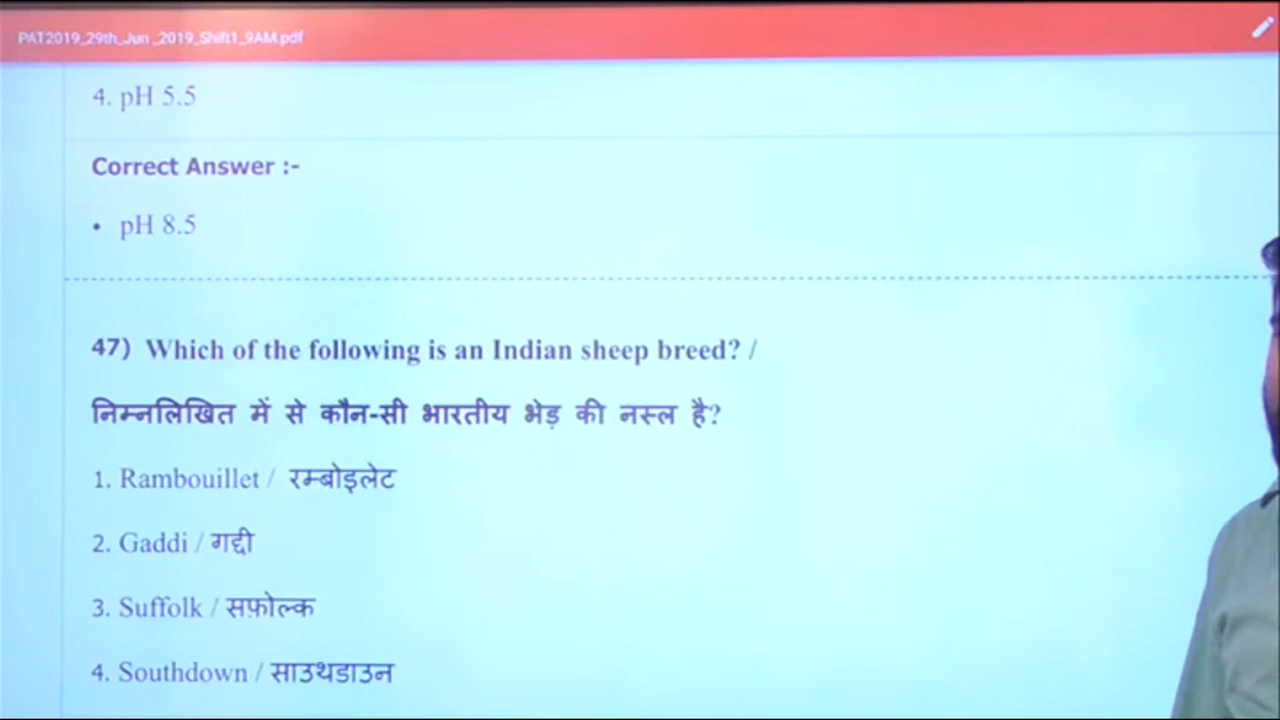 PAT2019_29th_Jun_2019_Shift1_9AM.pdf
4. pH 5.5
Correct Answer :-
• pH 8.5
47) Which of the following is an Indian sheep breed? /
निम्नलिखित में से कौन-सी भारतीय भेड़ की नस्ल है?
1. Rambouillet / रम्बोइलेट
2. Gaddi / गद्दी
3. Suffolk / सफ़ोल्क
4. Southdown / साउथडाउन